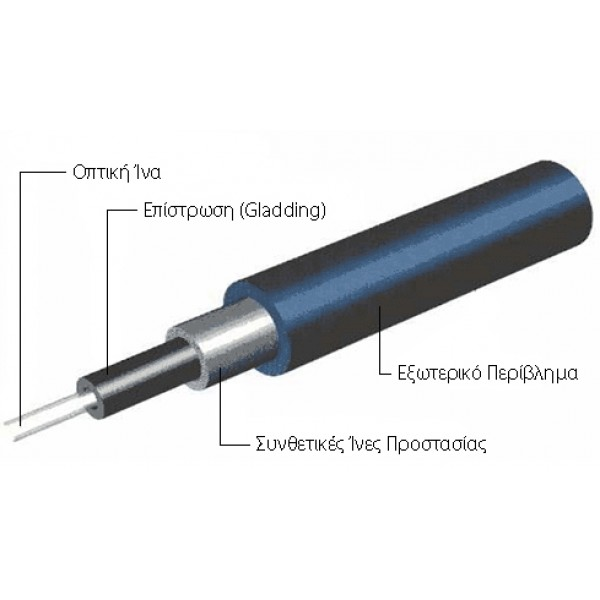 Οπτική Ίνα
Επίστρωση (Gladding)
Εξωτερικό Περίβλημα
Συνθετικές Ίνες Προστασίας